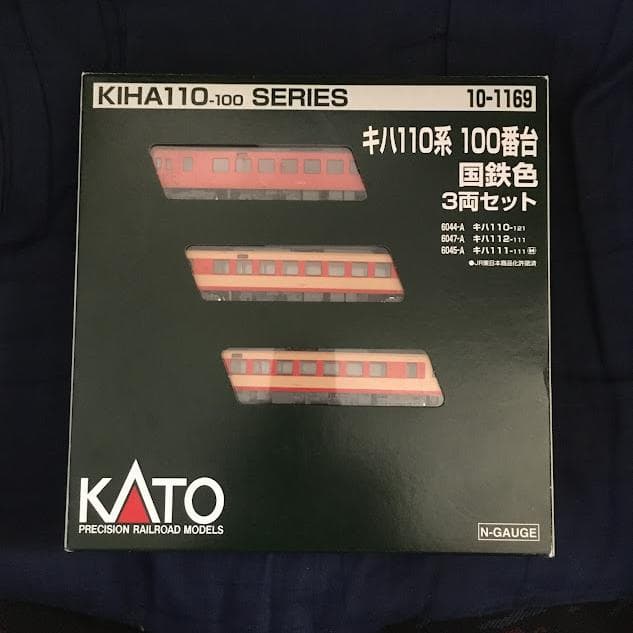 KIHA110-100 SERIES
10-1169
キハ110系 100番台
国鉄色
3両セット
6044-A キハ110-121
6047-A キハ112-111
6045-A キハ111-111 M
●JR東日本商品化許諾済
KATO
PRECISION RAILROAD MODELS
N-GAUGE